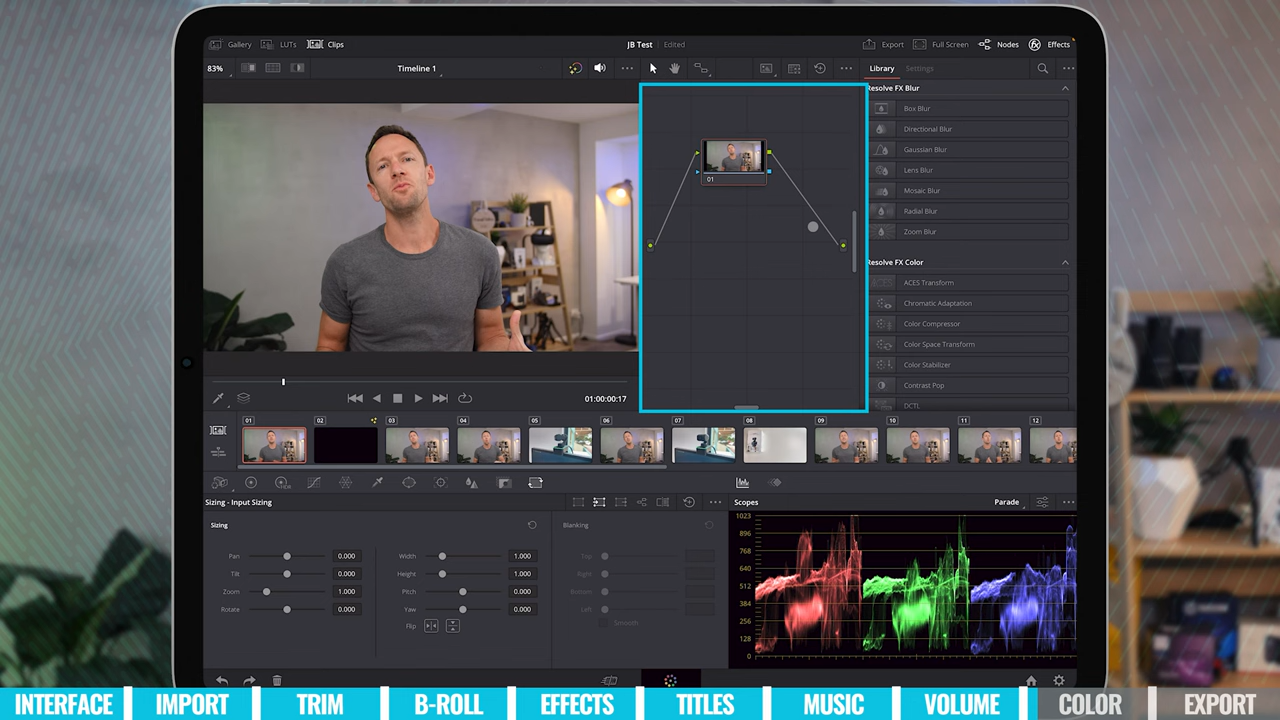 Gallery LUTs Clips JB Test Edited Export Full Screen Nodes Effects
83% Timeline 1 Library Settings
Resolve FX Blur
Box Blur
Directional Blur
Gaussian Blur
Lens Blur
Mosaic Blur
Radial Blur
Zoom Blur
01
Resolve FX Color
ACES Transform
Chromatic Adaptation
Color Compressor
Color Space Transform
Color Stabilizer
Contrast Pop
DCTL
01:00:00:17
01 02 03 04 05 06 07 08 09 10 11 12
HDR
Sizing - Input Sizing Scopes Parade
Sizing Blanking
Pan 0.000 Width 1.000 Top
Tilt 0.000 Height 1.000 Right
Zoom 1.000 Pitch 0.000 Bottom
Rotate 0.000 Yaw 0.000 Left
Flip Smooth
1023
896
768
640
512
384
256
128
0
INTERFACE IMPORT TRIM B-ROLL EFFECTS TITLES MUSIC VOLUME COLOR EXPORT